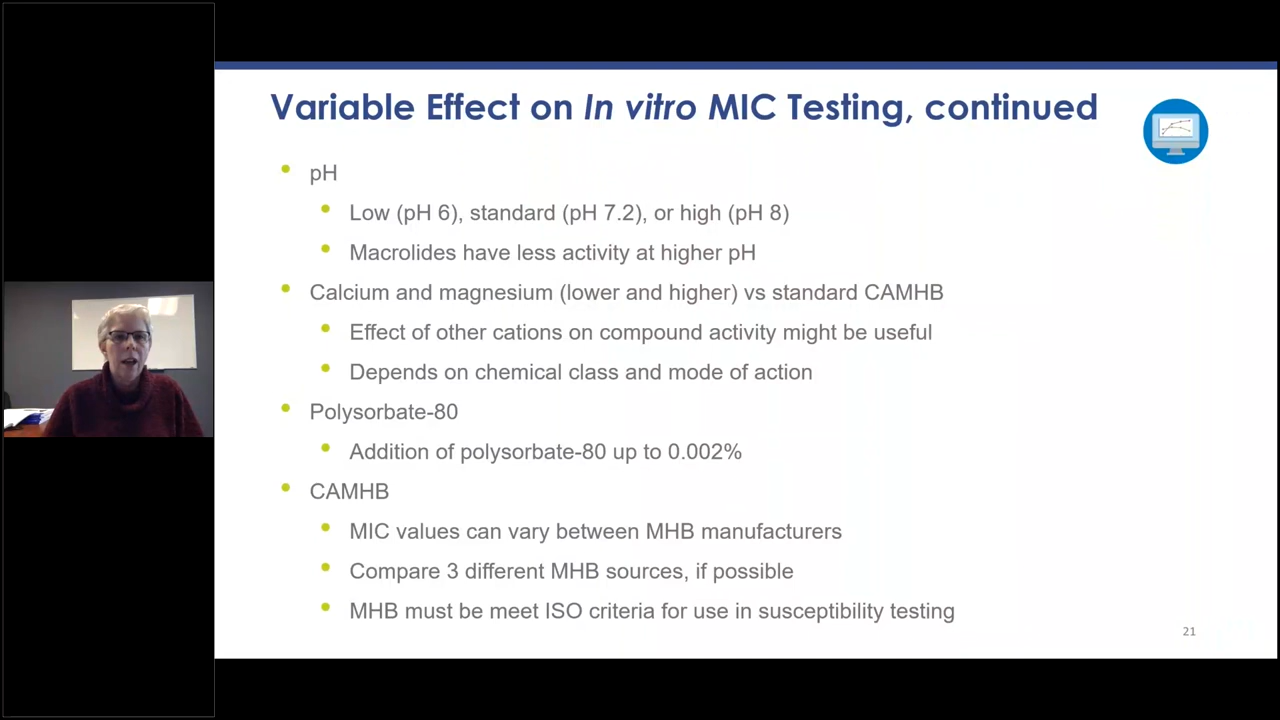 Variable Effect on In vitro MIC Testing, continued
pH
Low (pH 6), standard (pH 7.2), or high (pH 8)
Macrolides have less activity at higher pH
Calcium and magnesium (lower and higher) vs standard CAMHB
Effect of other cations on compound activity might be useful
Depends on chemical class and mode of action
Polysorbate-80
Addition of polysorbate-80 up to 0.002%
CAMHB
MIC values can vary between MHB manufacturers
Compare 3 different MHB sources, if possible
MHB must be meet ISO criteria for use in susceptibility testing
21